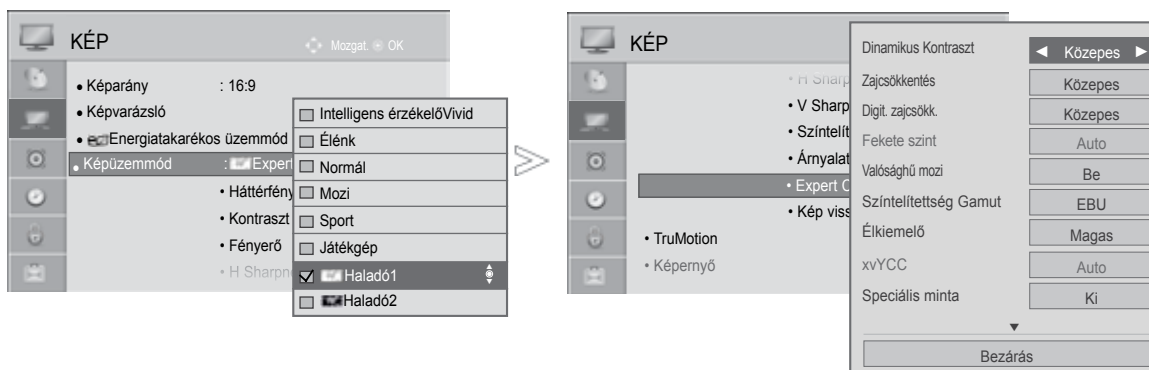 KÉP
Mozgat. OK
• Képarány : 16:9
• Képvarázsló
• Energiatakarékos üzemmód
• Képüzemmód : Expert
• Háttérfény
• Kontraszt
• Fényerő
• H Sharpn
Intelligens érzékelőVivid
Élénk
Normál
Mozi
Sport
Játékgép
Haladó1
Haladó2
KÉP
• H Sharp
• V Sharp
• Színtelít
• Árnyalat
• Expert C
• Kép viss
• TruMotion
• Képernyő
Dinamikus Kontraszt ◄ Közepes ►
Zajcsökkentés Közepes
Digit. zajcsökk. Közepes
Fekete szint Auto
Valósághű mozi Be
Színtelítettség Gamut EBU
Élkiemelő Magas
xvYCC Auto
Speciális minta Ki
▼
Bezárás